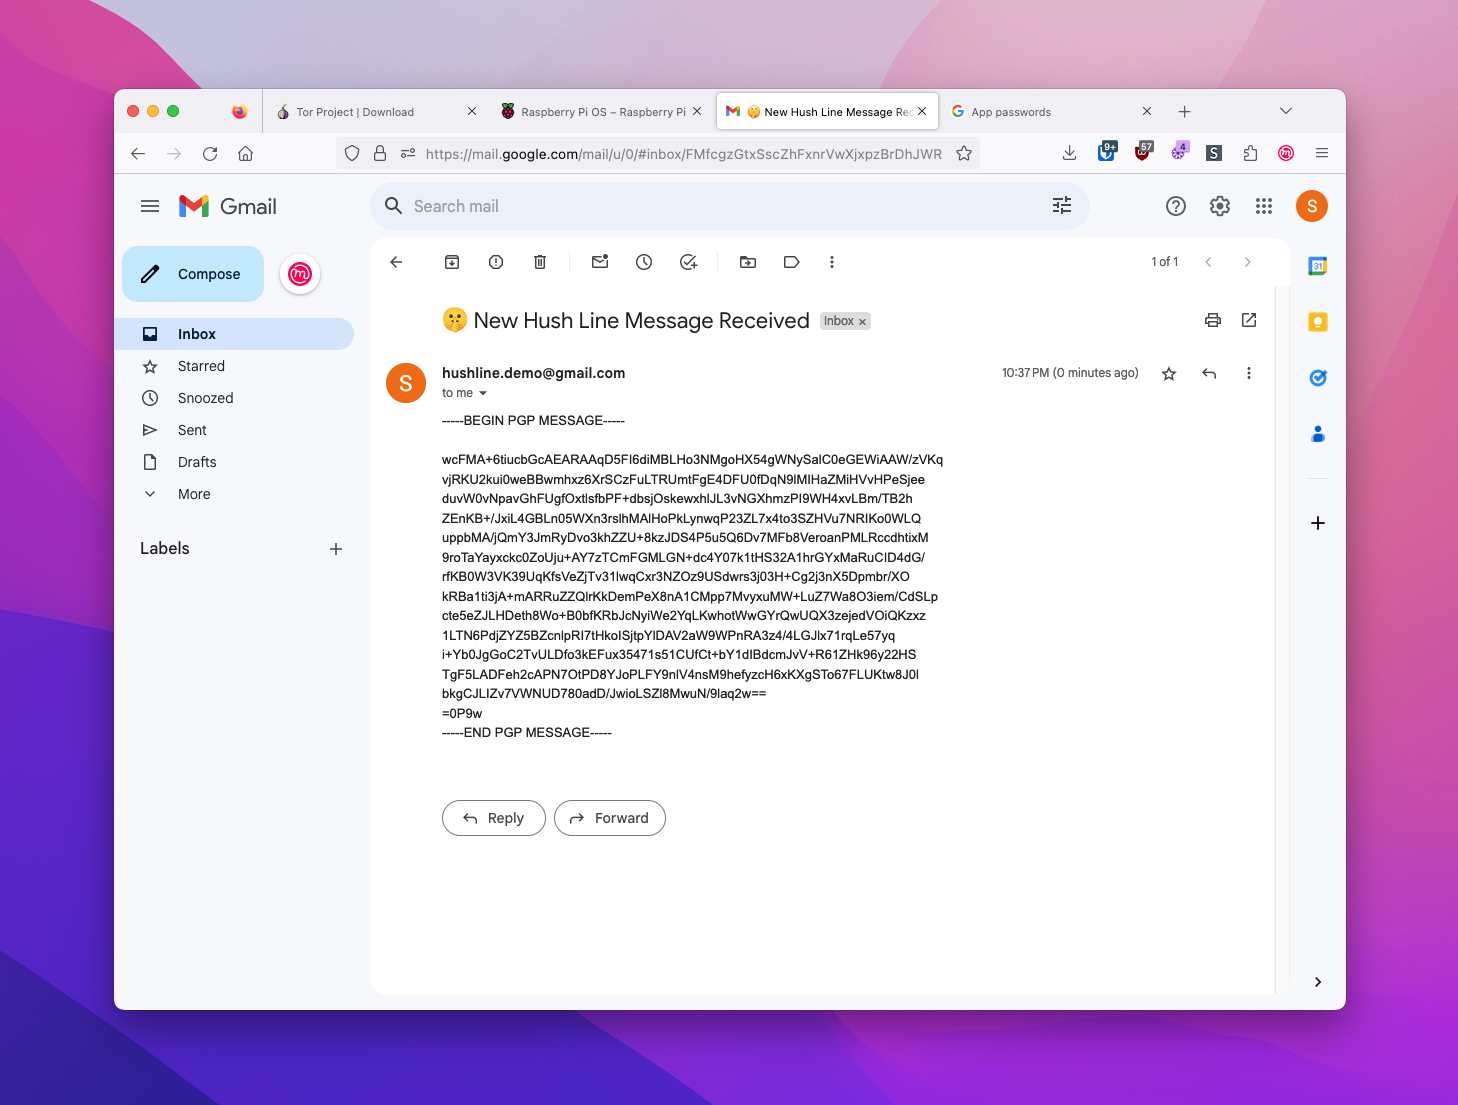 Tor Project | Download
Raspberry Pi OS – Raspberry Pi
🤫 New Hush Line Message Rec
App passwords
https://mail.google.com/mail/u/0/#inbox/FMfcgzGtxSscZhFxnrVwXjxpzBrDhJWR
9+
57
4
S
Gmail
Search mail
S
Compose
Inbox
Starred
Snoozed
Sent
Drafts
More
Labels
1 of 1
31
🤫 New Hush Line Message Received
Inbox x
S
hushline.demo@gmail.com
10:37 PM (0 minutes ago)
to me
-----BEGIN PGP MESSAGE-----
wcFMA+6tiucbGcAEARAAqD5FI6diMBLHo3NMgoHX54gWNySalC0eGEWiAAW/zVKq
vjRKU2kui0weBBwmhxz6XrSCzFuLTRUmtFgE4DFU0fDqN9lMIHaZMiHVvHPeSjee
duvW0vNpavGhFUgfOxtlsfbPF+dbsjOskewxhlJL3vNGXhmzPI9WH4xvLBm/TB2h
ZEnKB+/JxiL4GBLn05WXn3rslhMAlHoPkLynwqP23ZL7x4to3SZHVu7NRIKo0WLQ
uppbMA/jQmY3JmRyDvo3khZZU+8kzJDS4P5u5Q6Dv7MFb8VeroanPMLRccdhtixM
9roTaYayxckc0ZoUju+AY7zTCmFGMLGN+dc4Y07k1tHS32A1hrGYxMaRuCID4dG/
rfKB0W3VK39UqKfsVeZjTv31lwqCxr3NZOz9USdwrs3j03H+Cg2j3nX5Dpmbr/XO
kRBa1ti3jA+mARRuZZQlrKkDemPeX8nA1CMpp7MvyxuMW+LuZ7Wa8O3iem/CdSLp
cte5eZJLHDeth8Wo+B0bfKRbJcNyiWe2YqLKwhotWwGYrQwUQX3zejedVOiQKzxz
1LTN6PdjZYZ5BZcnlpRI7tHkoISjtpYlDAV2aW9WPnRA3z4/4LGJlx71rqLe57yq
i+Yb0JgGoC2TvULDfo3kEFux35471s51CUfCt+bY1dIBdcmJvV+R61ZHk96y22HS
TgF5LADFeh2cAPN7OtPD8YJoPLFY9nlV4nsM9hefyzcH6xKXgSTo67FLUKtw8J0l
bkgCJLIZv7VWNUD780adD/JwioLSZl8MwuN/9laq2w==
=0P9w
-----END PGP MESSAGE-----
Reply
Forward